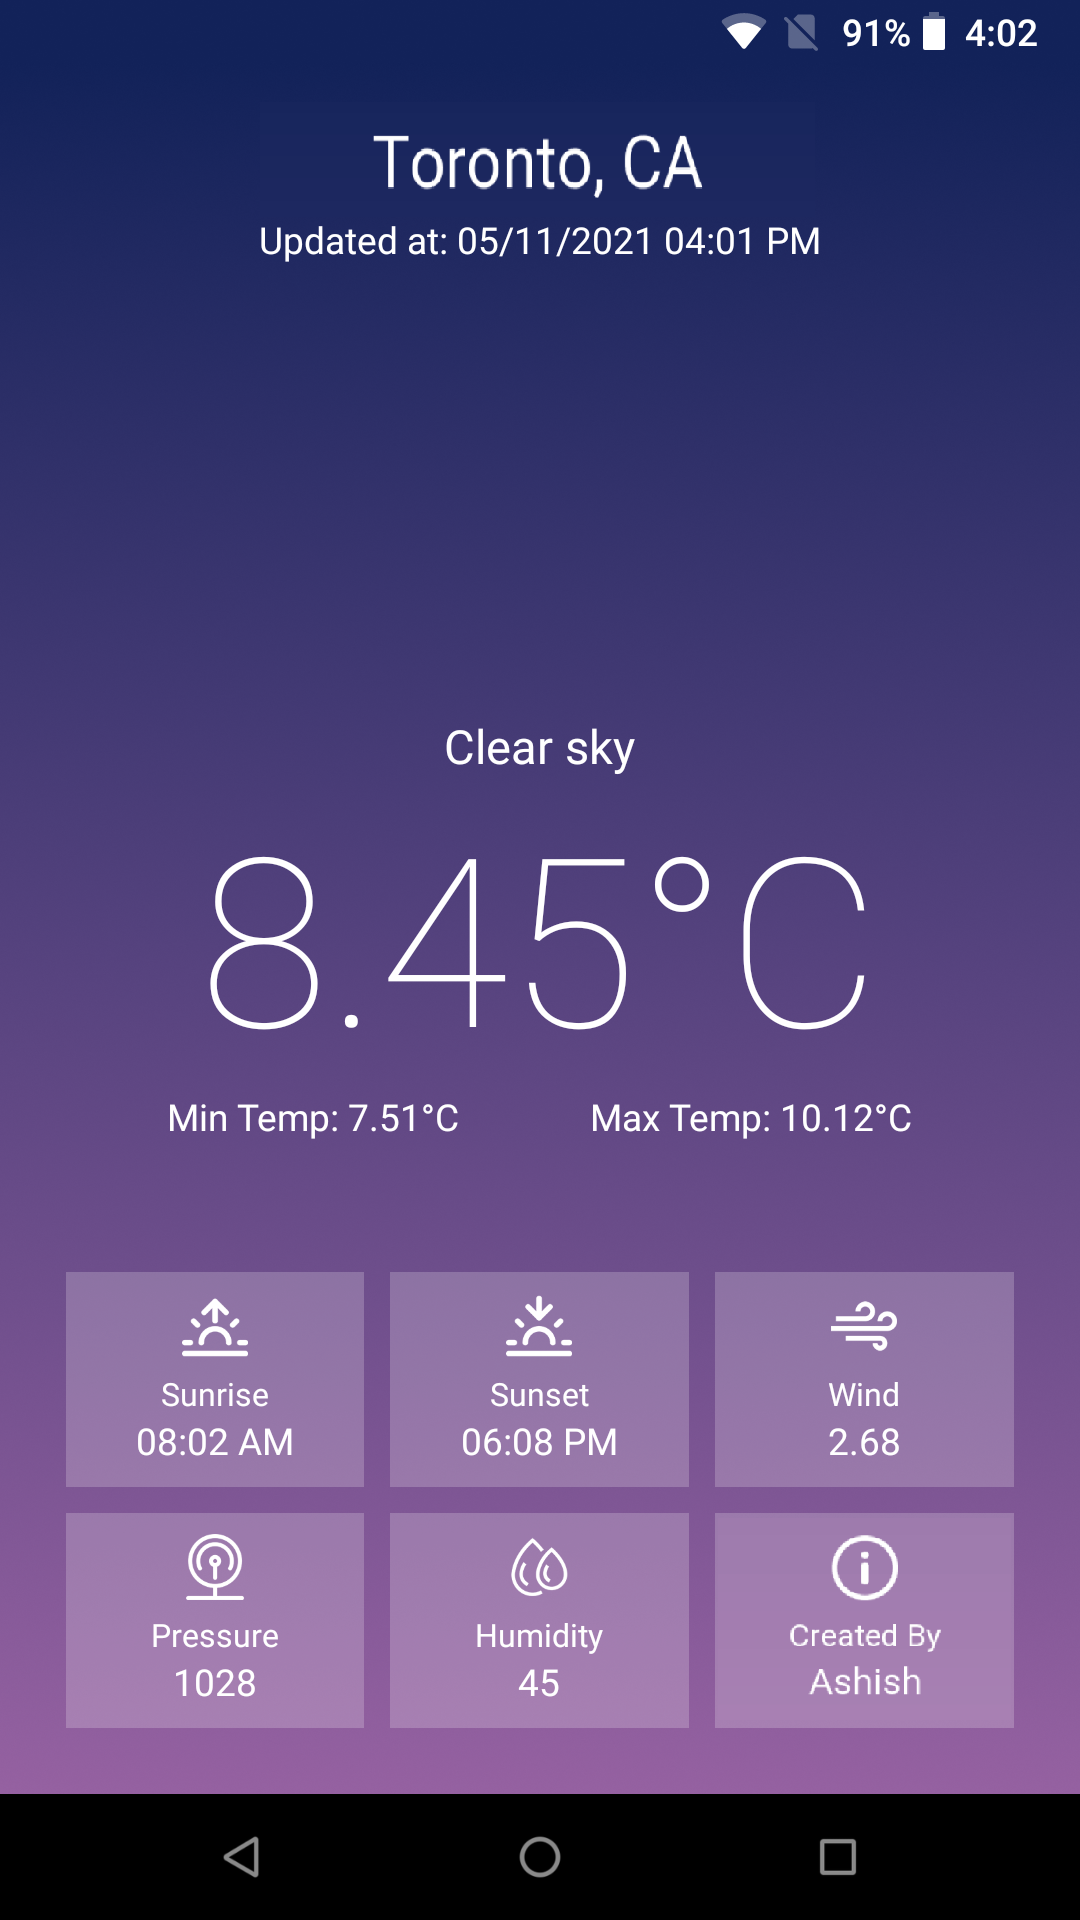 91% 4:02
Toronto, CA
Updated at: 05/11/2021 04:01 PM
Clear sky
8.45°C
Min Temp: 7.51°C Max Temp: 10.12°C
Sunrise
08:02 AM
Sunset
06:08 PM
Wind
2.68
Pressure
1028
Humidity
45
Created By
Ashish